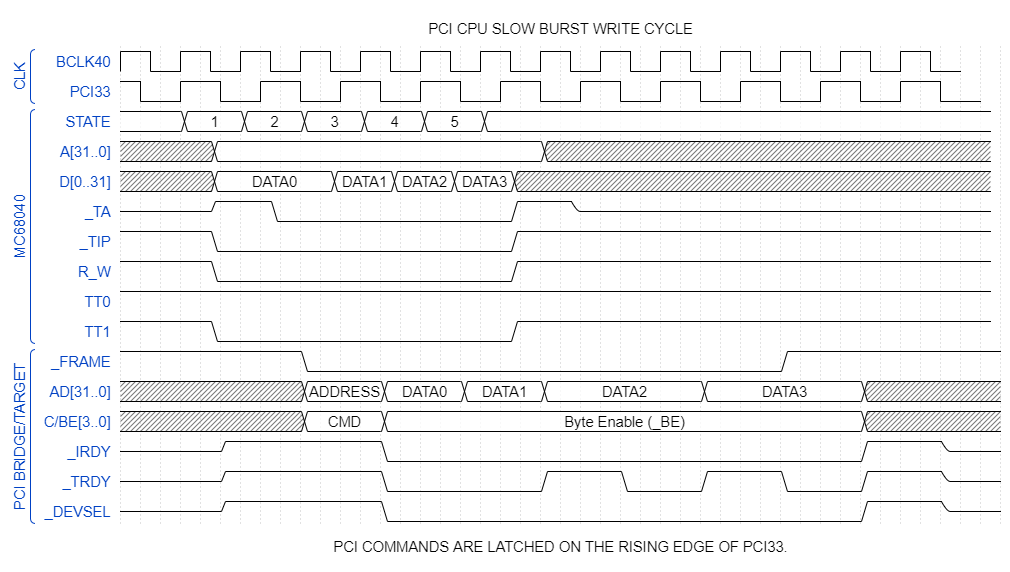 PCI CPU SLOW BURST WRITE CYCLE
CLK
BCLK40
PCI33
MC68040
STATE 1 2 3 4 5
A[31..0]
D[0..31] DATA0 DATA1 DATA2 DATA3
_TA
_TIP
R_W
TT0
TT1
PCI BRIDGE/TARGET
_FRAME
AD[31..0] ADDRESS DATA0 DATA1 DATA2 DATA3
C/BE[3..0] CMD Byte Enable (_BE)
_IRDY
_TRDY
_DEVSEL
PCI COMMANDS ARE LATCHED ON THE RISING EDGE OF PCI33.